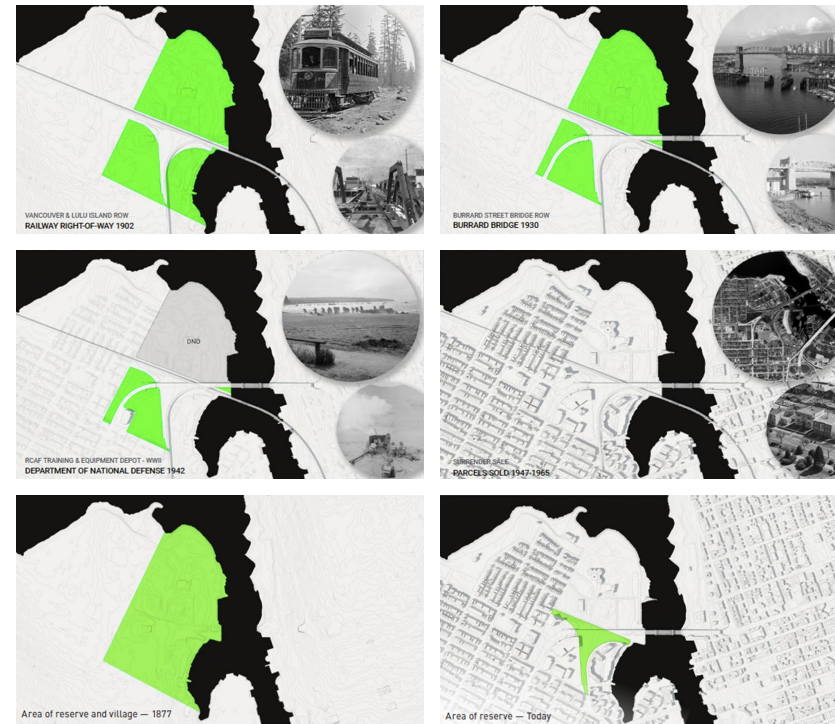 VANCOUVER & LULU ISLAND ROW
RAILWAY RIGHT-OF-WAY 1902
BURRARD STREET BRIDGE ROW
BURRARD BRIDGE 1930
DND
RCAF TRAINING & EQUIPMENT DEPOT - WWII
DEPARTMENT OF NATIONAL DEFENSE 1942
SURRENDER SALE
PARCELS SOLD 1947-1965
Area of reserve and village — 1877
Area of reserve — Today